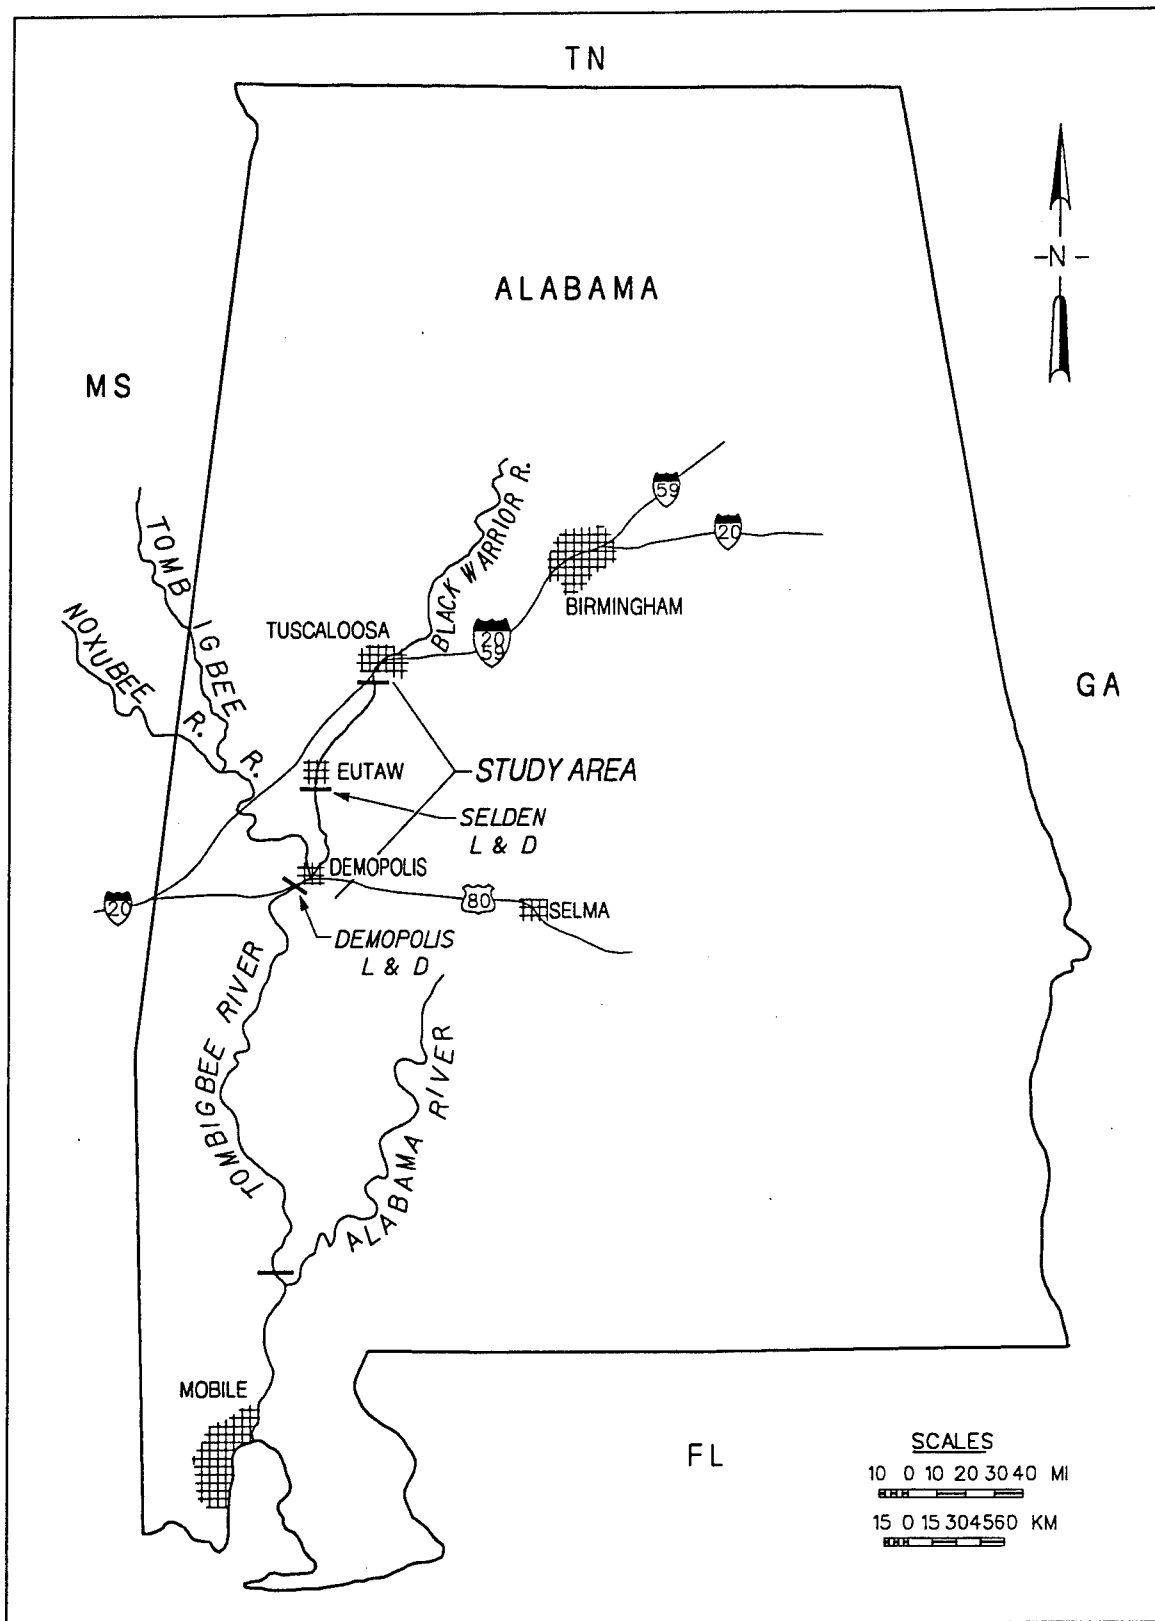 TN
ALABAMA
-N-
MS
TOMBIGBEE
R.
NOXUBEE
R.
BLACK WARRIOR R.
59
20
BIRMINGHAM
TUSCALOOSA
20
59
GA
EUTAW
STUDY AREA
SELDEN
L & D
DEMOPOLIS
20
80
SELMA
DEMOPOLIS
L & D
TOMBIGBEE RIVER
ALABAMA RIVER
MOBILE
FL
SCALES
10 0 10 20 30 40 MI
15 0 15 30 45 60 KM